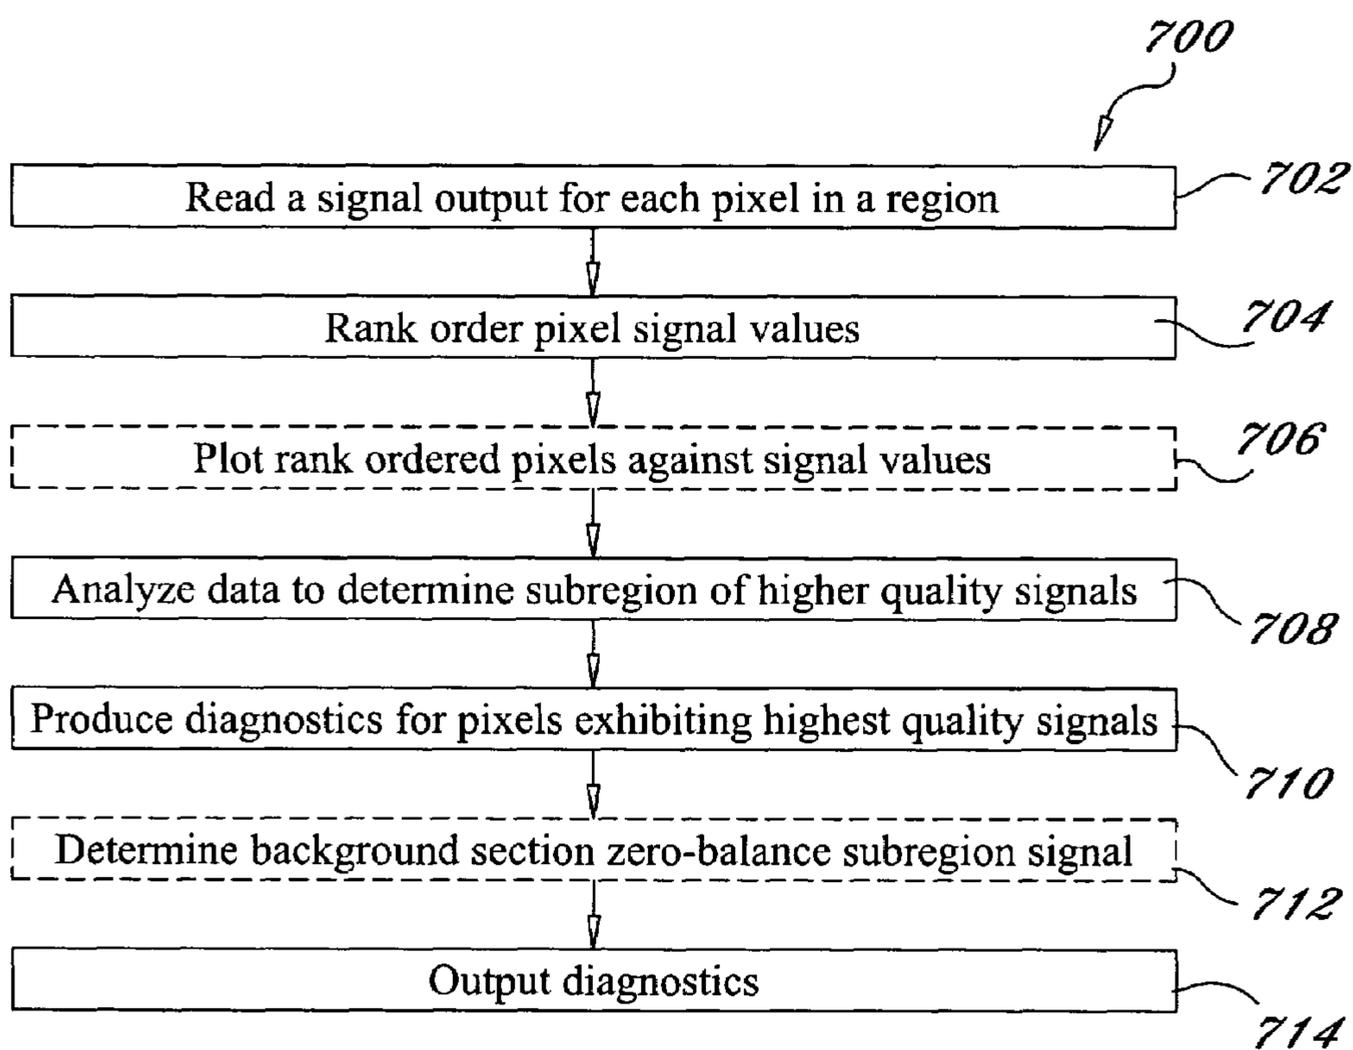 700
Read a signal output for each pixel in a region
702
Rank order pixel signal values
704
Plot rank ordered pixels against signal values
706
Analyze data to determine subregion of higher quality signals
708
Produce diagnostics for pixels exhibiting highest quality signals
710
Determine background section zero-balance subregion signal
712
Output diagnostics
714